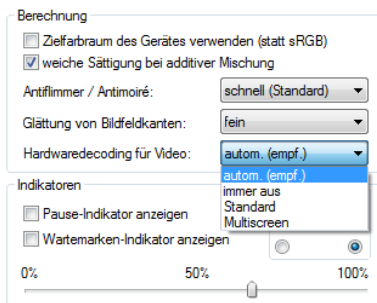 Berechnung
Zielfarbraum des Gerätes verwenden (statt sRGB)
weiche Sättigung bei additiver Mischung
Antiflimmer / Antimoiré: schnell (Standard)
Glättung von Bildfeldkanten: fein
Hardwaredecoding für Video: autom. (empf.)
autom. (empf.)
immer aus
Standard
Multiscreen
Indikatoren
Pause-Indikator anzeigen
Wartemarken-Indikator anzeigen
0% 50% 100%